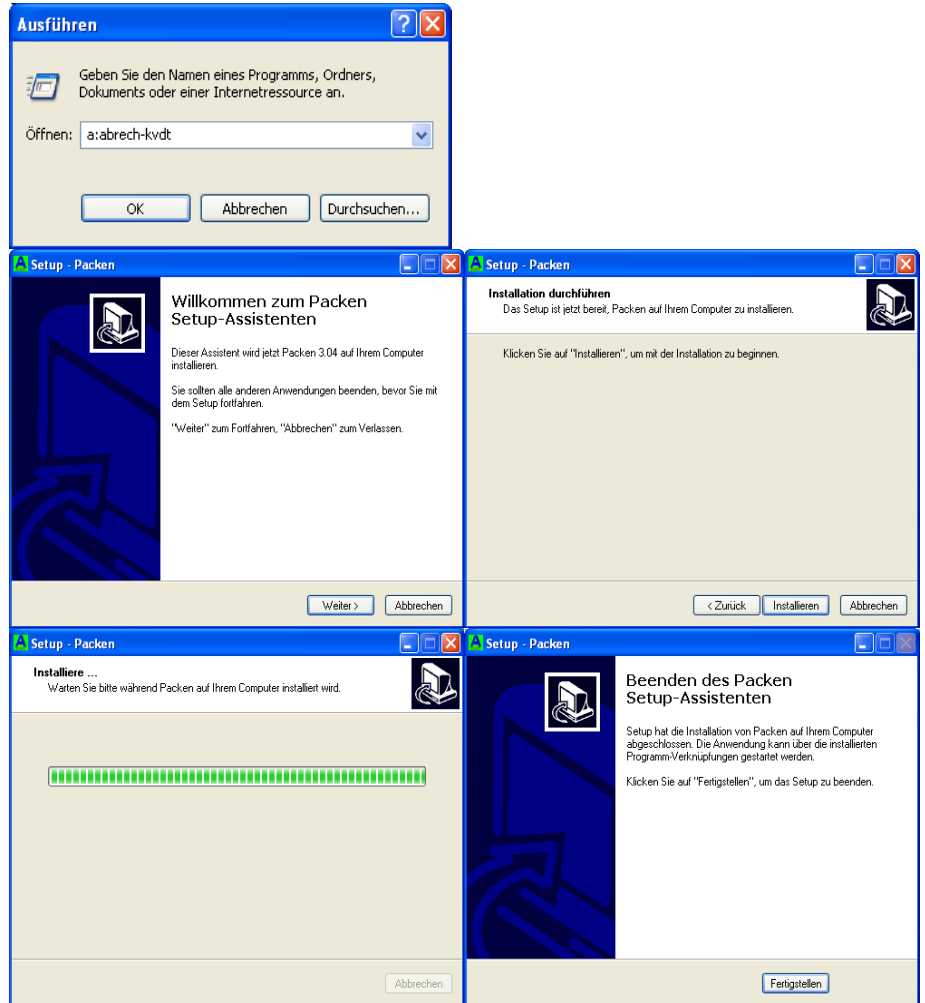 Ausführen
Geben Sie den Namen eines Programms, Ordners,
Dokuments oder einer Internetressource an.
Öffnen: a:abrech-kvdt
OK Abbrechen Durchsuchen...
Setup - Packen
Willkommen zum Packen
Setup-Assistenten
Dieser Assistent wird jetzt Packen 3.04 auf Ihrem Computer
installieren.
Sie sollten alle anderen Anwendungen beenden, bevor Sie mit
dem Setup fortfahren.
"Weiter" zum Fortfahren, "Abbrechen" zum Verlassen.
Weiter > Abbrechen
Setup - Packen
Installation durchführen
Das Setup ist jetzt bereit, Packen auf Ihrem Computer zu installieren.
Klicken Sie auf "Installieren", um mit der Installation zu beginnen.
< Zurück Installieren Abbrechen
Setup - Packen
Installiere ...
Warten Sie bitte während Packen auf Ihrem Computer installiert wird.
Abbrechen
Setup - Packen
Beenden des Packen
Setup-Assistenten
Setup hat die Installation von Packen auf Ihrem Computer
abgeschlossen. Die Anwendung kann über die installierten
Programm-Verknüpfungen gestartet werden.
Klicken Sie auf "Fertigstellen", um das Setup zu beenden.
Fertigstellen